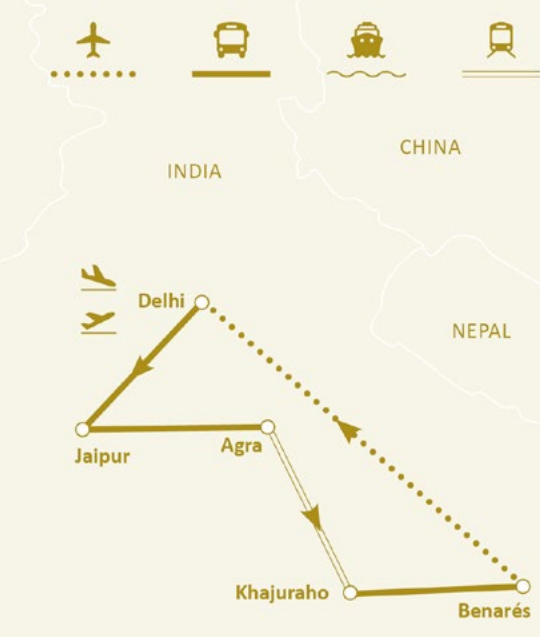 CHINA
INDIA
Delhi
NEPAL
Agra
Jaipur
Khajuraho
Benarés